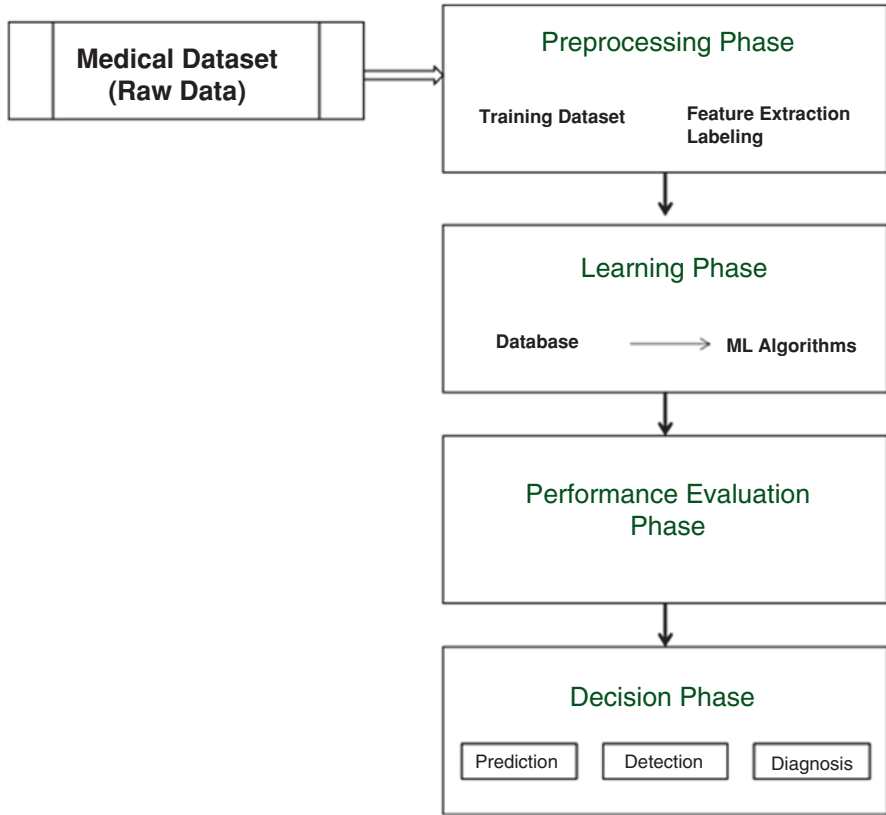 Medical Dataset
(Raw Data)
Preprocessing Phase
Training Dataset
Feature Extraction
Labeling
Learning Phase
Database
ML Algorithms
Performance Evaluation
Phase
Decision Phase
Prediction
Detection
Diagnosis